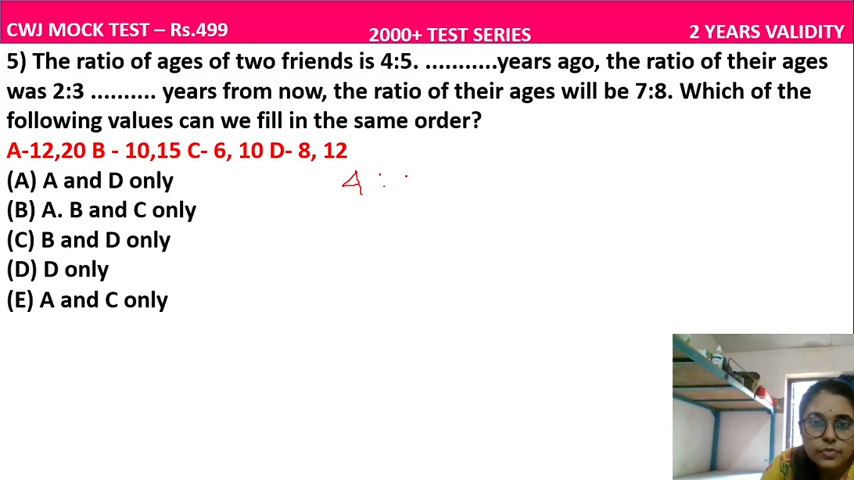 CWJ MOCK TEST – Rs.499
2000+ TEST SERIES
2 YEARS VALIDITY
5) The ratio of ages of two friends is 4:5. ...........years ago, the ratio of their ages
was 2:3 .......... years from now, the ratio of their ages will be 7:8. Which of the
following values can we fill in the same order?
A-12,20 B - 10,15 C- 6, 10 D- 8, 12
(A) A and D only
(B) A. B and C only
(C) B and D only
(D) D only
(E) A and C only
4 :